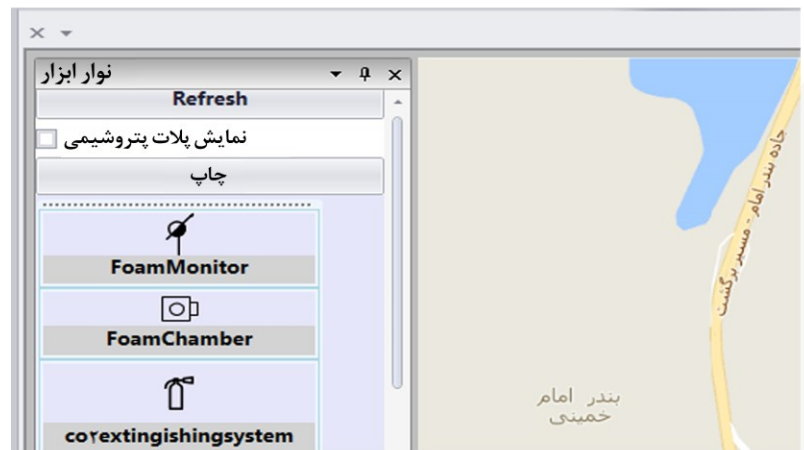 نوار ابزار
Refresh
نمایش پلات پتروشیمی
چاپ
FoamMonitor
FoamChamber
co۲extingishingsystem
جاده بندر امام - مسیر برگشت
بندر امام
خمینی